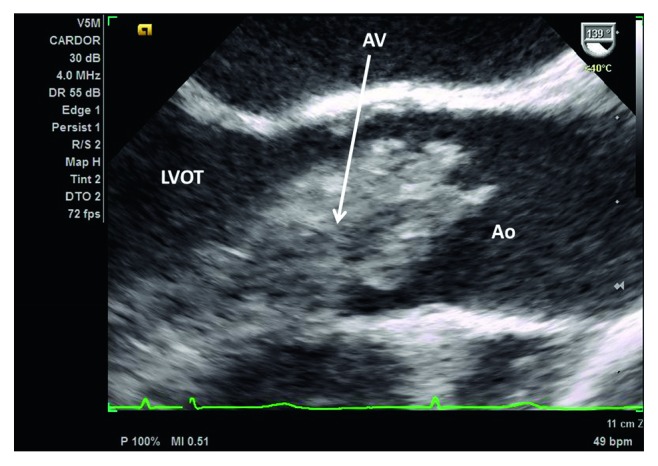 V5M
CARDOR
30 dB
4.0 MHz
DR 55 dB
Edge 1
Persist 1
R/S 2
Map H
Tint 2
DTO 2
72 fps
AV
LVOT
Ao
139 °
<40°C
11 cm Z
P 100% MI 0.51
49 bpm